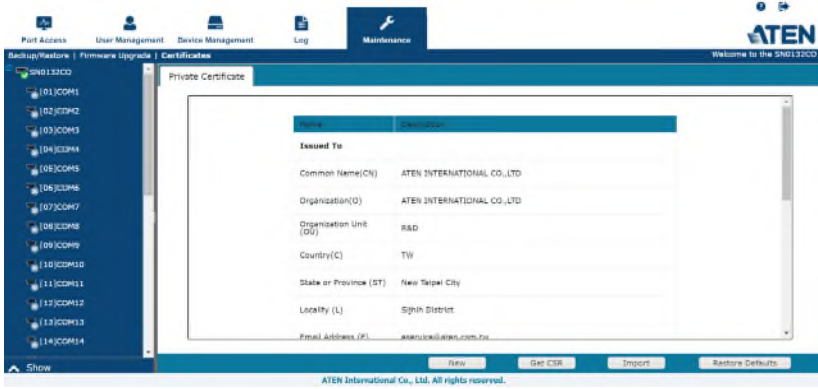 Port Access
User Management
Device Management
Log
Maintenance
ATEN
Backup/Restore | Firmware Upgrade | Certificates
Welcome to the SN0132CO
SN0132CO
[01]COM1
[02]COM2
[03]COM3
[04]COM4
[05]COM5
[06]COM6
[07]COM7
[08]COM8
[09]COM9
[10]COM10
[11]COM11
[12]COM12
[13]COM13
[14]COM14
Show
Private Certificate
Name Description
Issued To
Common Name(CN) ATEN INTERNATIONAL CO.,LTD
Organization(O) ATEN INTERNATIONAL CO.,LTD
Organization Unit
(OU) R&D
Country(C) TW
State or Province (ST) New Taipei City
Locality (L) Sijhih District
Email Address (E)
New
Get CSR
Import
Restore Defaults
ATEN International Co., Ltd. All rights reserved.